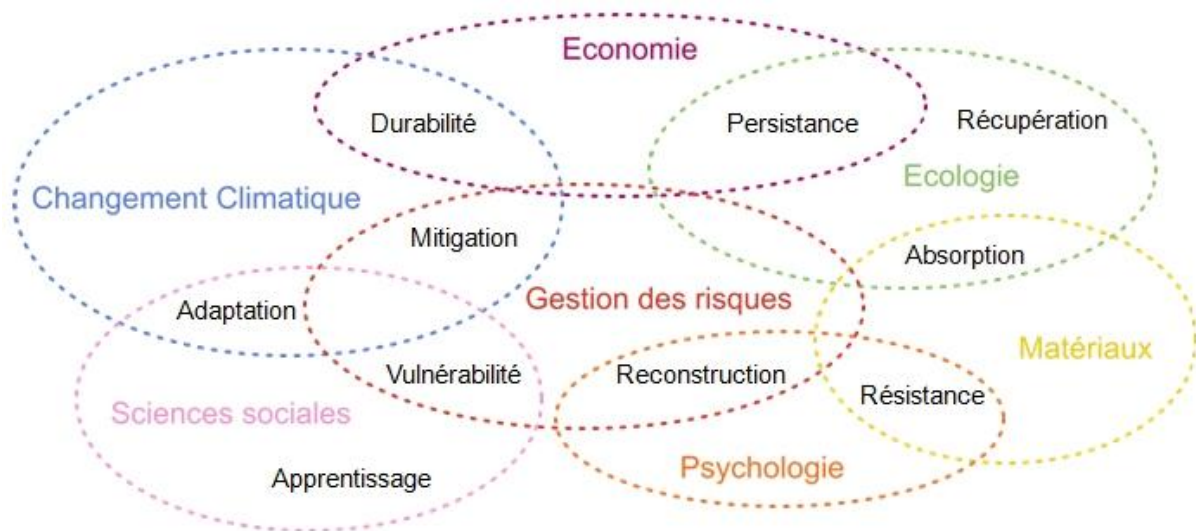 Economie
Durabilité
Persistance
Récupération
Changement Climatique
Ecologie
Mitigation
Absorption
Adaptation
Gestion des risques
Matériaux
Vulnérabilité
Reconstruction
Résistance
Sciences sociales
Psychologie
Apprentissage